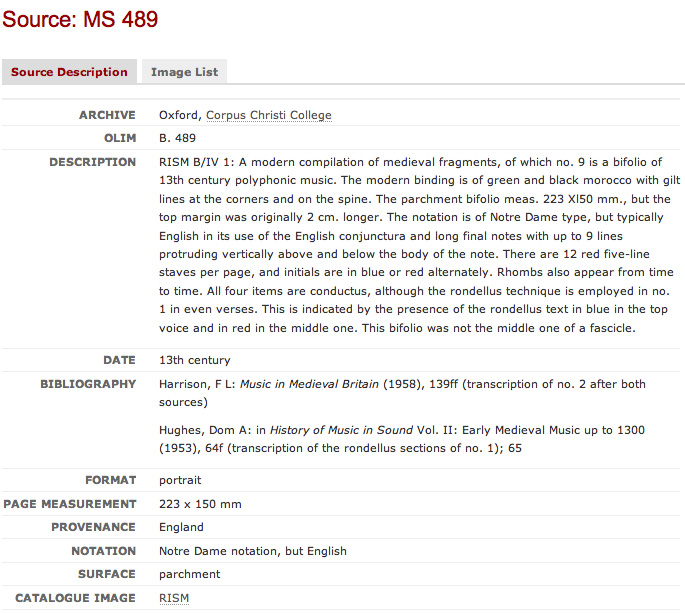 Source: MS 489
Source Description
Image List
ARCHIVE Oxford, Corpus Christi College
OLIM B. 489
DESCRIPTION RISM B/IV 1: A modern compilation of medieval fragments, of which no. 9 is a bifolio of
13th century polyphonic music. The modern binding is of green and black morocco with gilt
lines at the corners and on the spine. The parchment bifolio meas. 223 Xl50 mm., but the
top margin was originally 2 cm. longer. The notation is of Notre Dame type, but typically
English in its use of the English conjunctura and long final notes with up to 9 lines
protruding vertically above and below the body of the note. There are 12 red five-line
staves per page, and initials are in blue or red alternately. Rhombs also appear from time
to time. All four items are conductus, although the rondellus technique is employed in no.
1 in even verses. This is indicated by the presence of the rondellus text in blue in the top
voice and in red in the middle one. This bifolio was not the middle one of a fascicle.
DATE 13th century
BIBLIOGRAPHY Harrison, F L: Music in Medieval Britain (1958), 139ff (transcription of no. 2 after both
sources)
Hughes, Dom A: in History of Music in Sound Vol. II: Early Medieval Music up to 1300
(1953), 64f (transcription of the rondellus sections of no. 1); 65
FORMAT portrait
PAGE MEASUREMENT 223 x 150 mm
PROVENANCE England
NOTATION Notre Dame notation, but English
SURFACE parchment
CATALOGUE IMAGE RISM